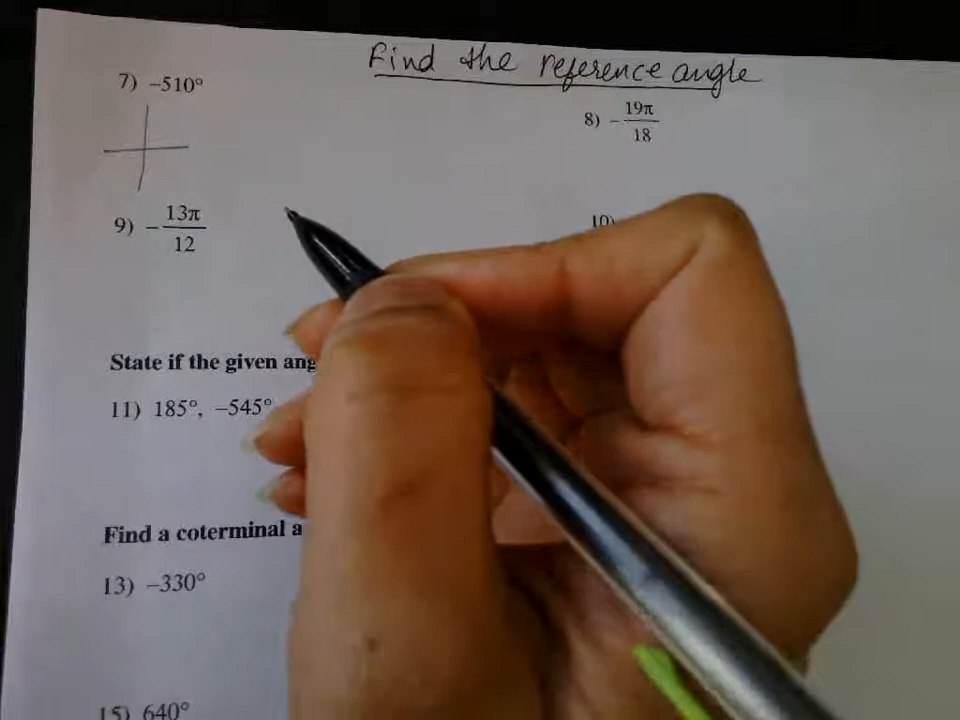 Find the reference angle
7) −510°
8) −19π/18
9) −13π/12
10)
State if the given ang
11) 185°, −545°
Find a coterminal a
13) −330°
15) 640°